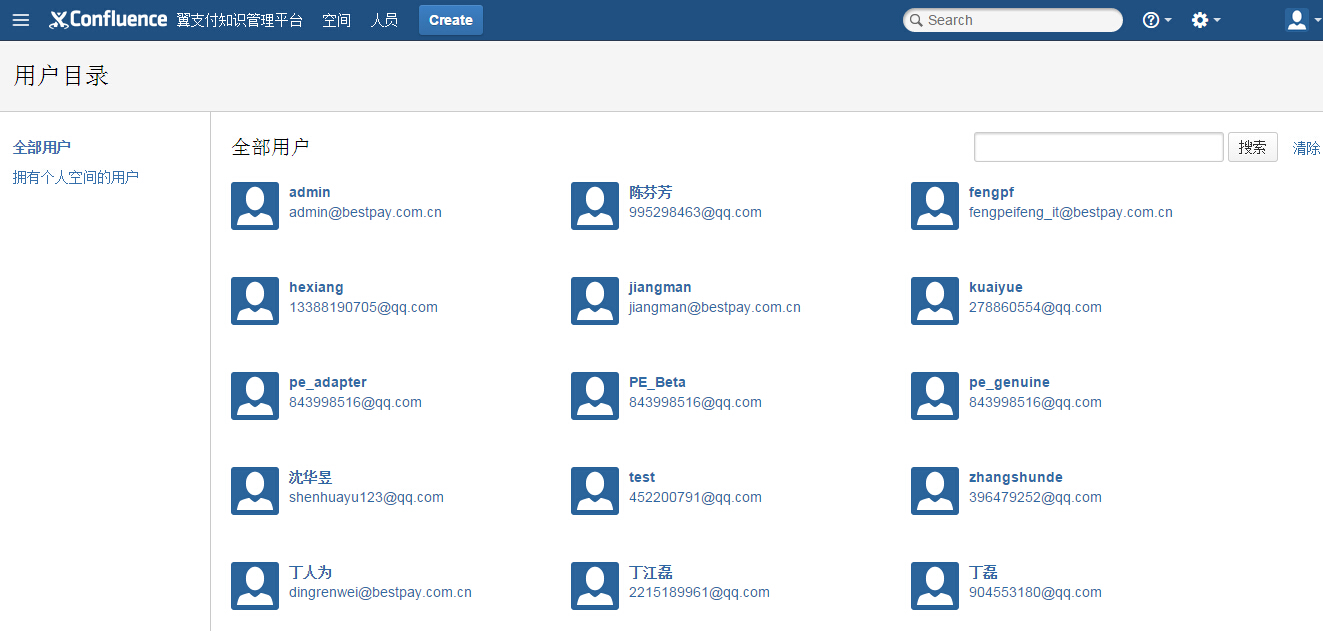 Confluence 翼支付知识管理平台 空间 人员 Create Search
用户目录
全部用户
拥有个人空间的用户
全部用户 搜索 清除
admin 陈芬芳 fengpf
admin@bestpay.com.cn 995298463@qq.com fengpeifeng_it@bestpay.com.cn
hexiang jiangman kuaiyue
13388190705@qq.com jiangman@bestpay.com.cn 278860554@qq.com
pe_adapter PE_Beta pe_genuine
843998516@qq.com 843998516@qq.com 843998516@qq.com
沈华昱 test zhangshunde
shenhuayu123@qq.com 452200791@qq.com 396479252@qq.com
丁人为 丁江磊 丁磊
dingrenwei@bestpay.com.cn 2215189961@qq.com 904553180@qq.com